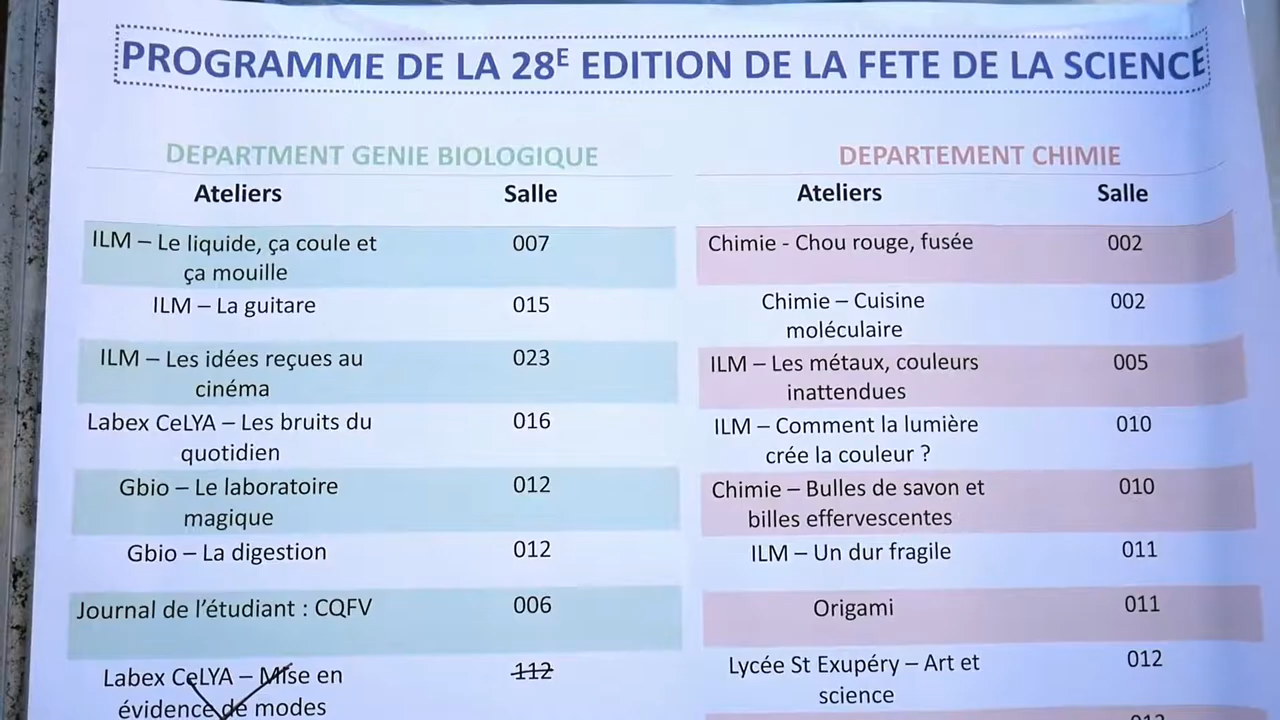 PROGRAMME DE LA 28E EDITION DE LA FETE DE LA SCIENCE
DEPARTMENT GENIE BIOLOGIQUE
Ateliers Salle
ILM – Le liquide, ça coule et 007
ça mouille
ILM – La guitare 015
ILM – Les idées reçues au 023
cinéma
Labex CeLYA – Les bruits du 016
quotidien
Gbio – Le laboratoire 012
magique
Gbio – La digestion 012
Journal de l'étudiant : CQFV 006
Labex CeLYA – Mise en 112
évidence de modes
DEPARTEMENT CHIMIE
Ateliers Salle
Chimie - Chou rouge, fusée 002
Chimie – Cuisine 002
moléculaire
ILM – Les métaux, couleurs 005
inattendues
ILM – Comment la lumière 010
crée la couleur ?
Chimie – Bulles de savon et 010
billes effervescentes
ILM – Un dur fragile 011
Origami 011
Lycée St Exupéry – Art et 012
science